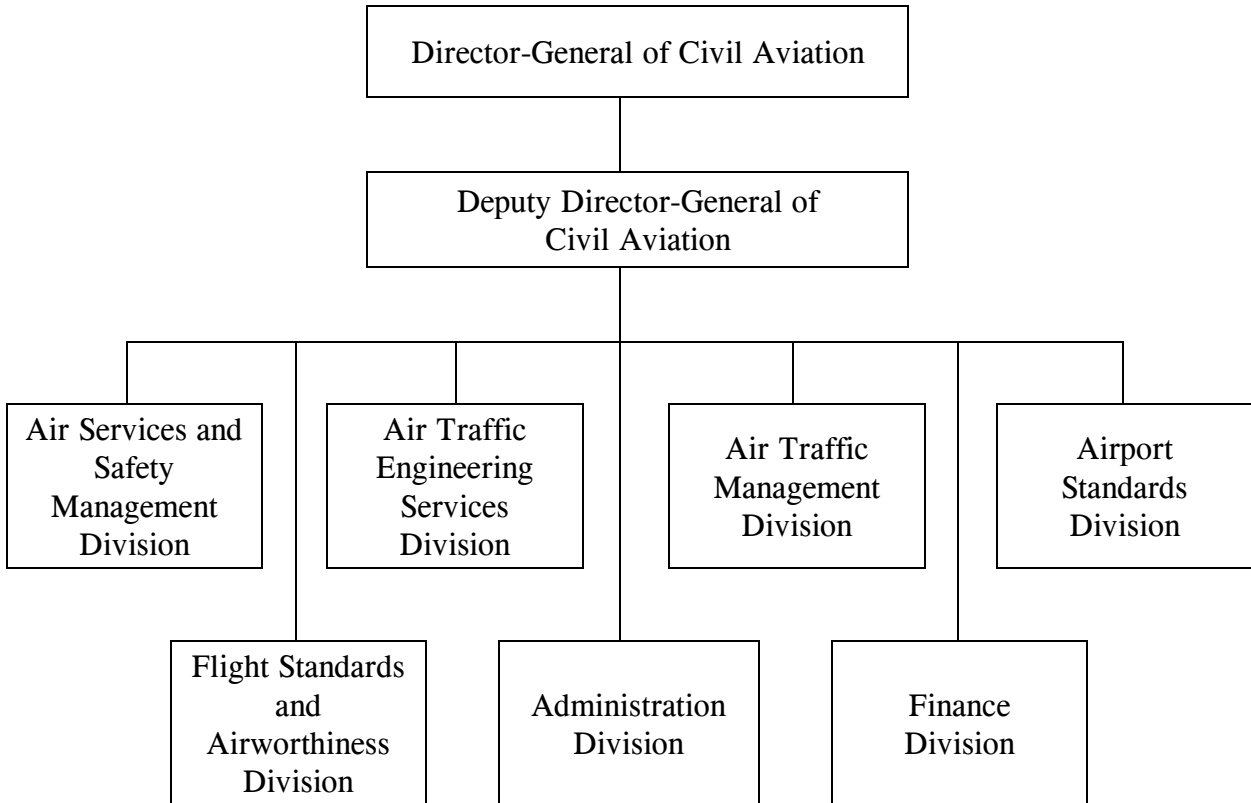 Director-General of Civil Aviation
Deputy Director-General of
Civil Aviation
Air Services and
Safety
Management
Division
Air Traffic
Engineering
Services
Division
Air Traffic
Management
Division
Airport
Standards
Division
Flight Standards
and
Airworthiness
Division
Administration
Division
Finance
Division